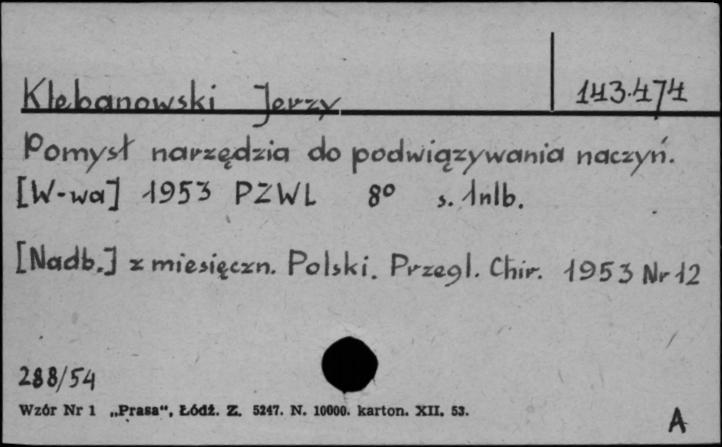 Klebanowski Jerzy 143.474
Pomysł narzędzia do podwiązywania naczyń.
[W-wa] 1953 PZWL 8º s. 1nlb.
[Nadb.] z miesięczn. Polski. Przegl. Chir. 1953 Nr 12
288/54
Wzór Nr 1 „Prasa“, Łódź. Z. 5247. N. 10000. karton. XII. 53.
A